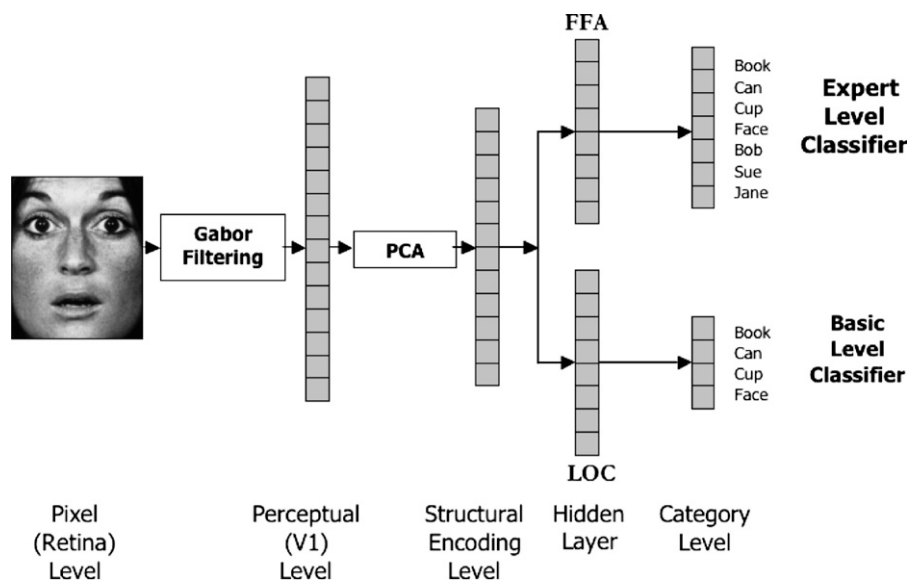 FFA
Book
Can
Cup
Face
Bob
Sue
Jane
Expert
Level
Classifier
Gabor
Filtering
PCA
Book
Can
Cup
Face
Basic
Level
Classifier
LOC
Pixel
(Retina)
Level
Perceptual
(V1)
Level
Structural
Encoding
Level
Hidden
Layer
Category
Level